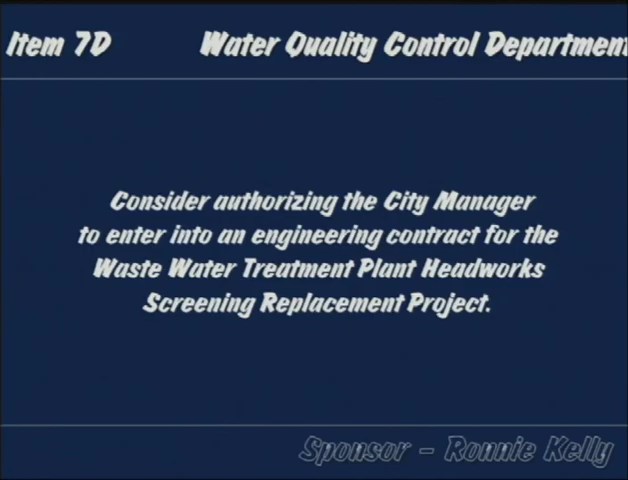 Item 7D Water Quality Control Department
Consider authorizing the City Manager
to enter into an engineering contract for the
Waste Water Treatment Plant Headworks
Screening Replacement Project.
Sponsor - Ronnie Kelly